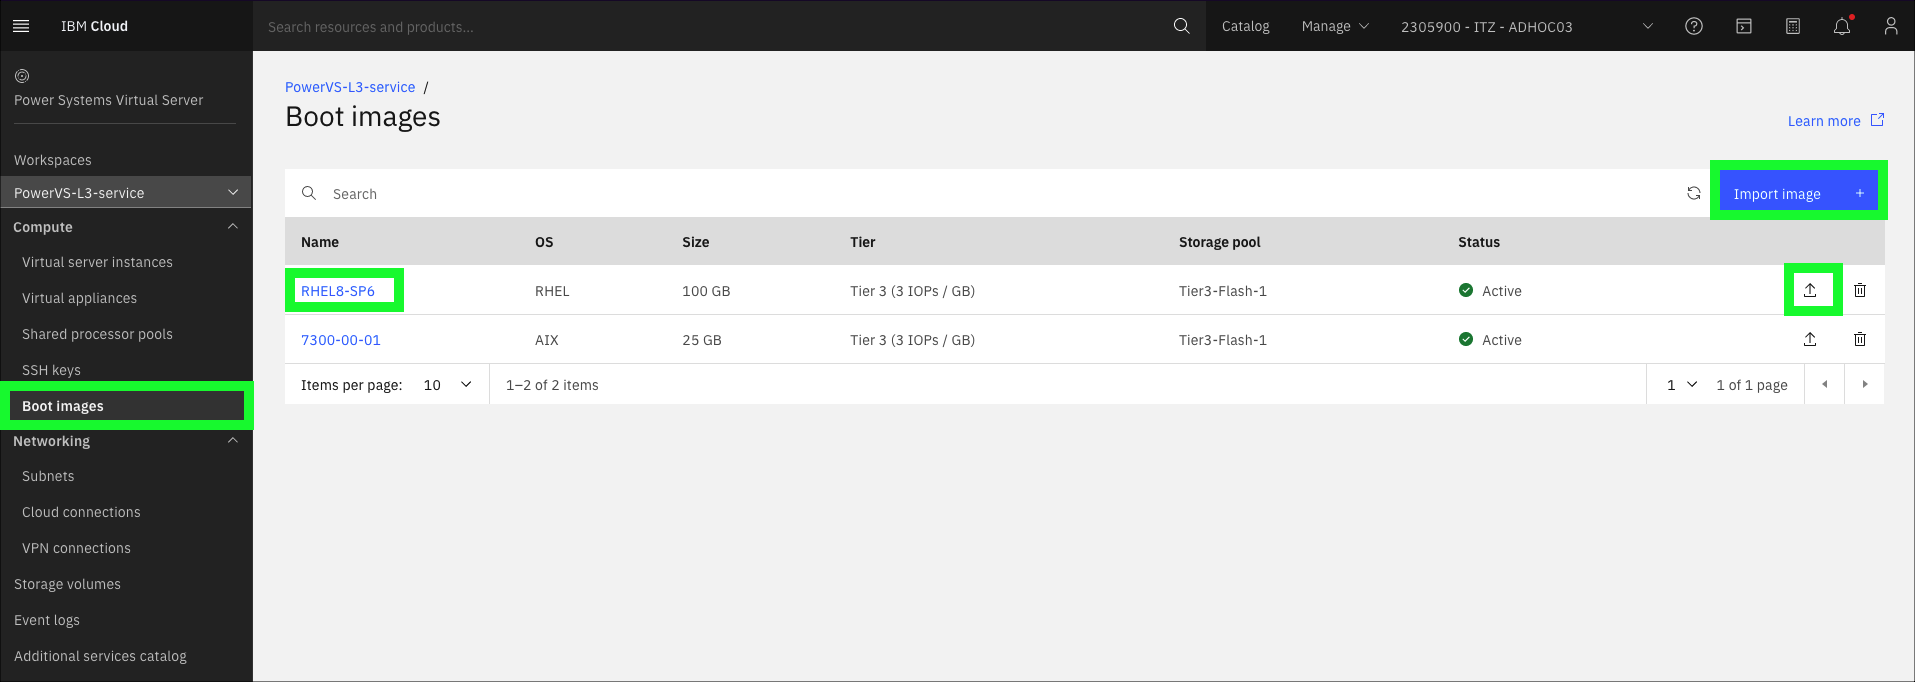 IBM Cloud
Search resources and products...
Catalog
Manage
2305900 - ITZ - ADHOC03
Power Systems Virtual Server
Workspaces
PowerVS-L3-service
Compute
Virtual server instances
Virtual appliances
Shared processor pools
SSH keys
Boot images
Networking
Subnets
Cloud connections
VPN connections
Storage volumes
Event logs
Additional services catalog
PowerVS-L3-service /
Boot images
Learn more
Search
Import image +
Name OS Size Tier Storage pool Status
RHEL8-SP6 RHEL 100 GB Tier 3 (3 IOPs / GB) Tier3-Flash-1 Active
7300-00-01 AIX 25 GB Tier 3 (3 IOPs / GB) Tier3-Flash-1 Active
Items per page: 10 1–2 of 2 items 1 1 of 1 page